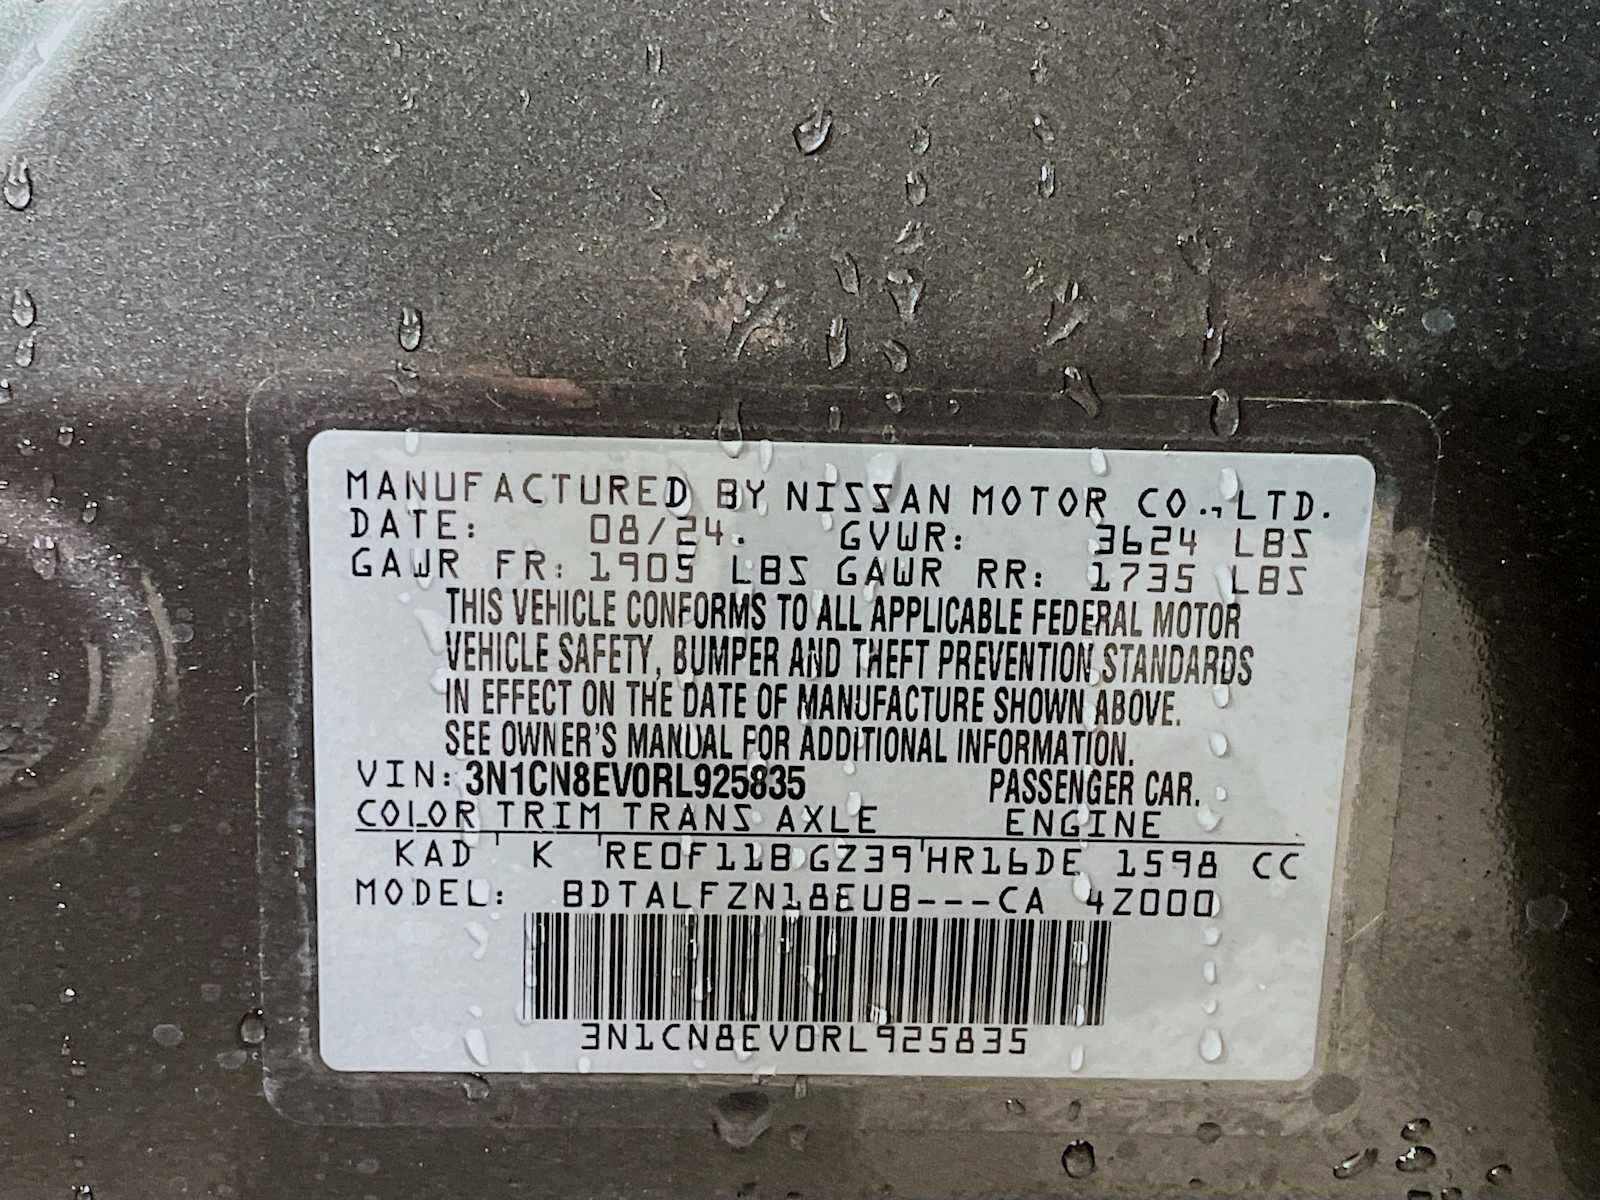 MANUFACTURED BY NISSAN MOTOR CO., LTD.
DATE: 08/24. GVWR: 3624 LBS
GAWR FR: 1905 LBS GAWR RR: 1735 LBS
THIS VEHICLE CONFORMS TO ALL APPLICABLE FEDERAL MOTOR
VEHICLE SAFETY, BUMPER AND THEFT PREVENTION STANDARDS
IN EFFECT ON THE DATE OF MANUFACTURE SHOWN ABOVE.
SEE OWNER'S MANUAL FOR ADDITIONAL INFORMATION.
VIN: 3N1CN8EV0RL925835 PASSENGER CAR.
COLOR TRIM TRANS AXLE ENGINE
KAD K RE0F11B GZ39 HR16DE 1598 CC
MODEL: BDTALFZN18EUB---CA 4Z000
3N1CN8EV0RL925835